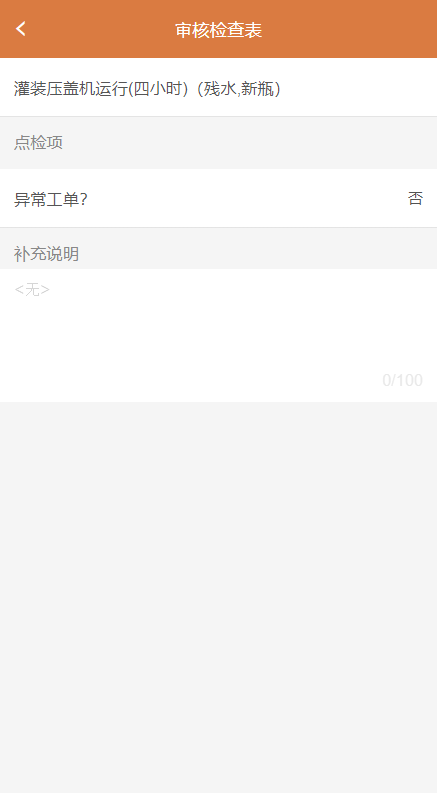 审核检查表
灌装压盖机运行(四小时)（残水,新瓶）
点检项
异常工单？ 否
补充说明
<无>
0/100